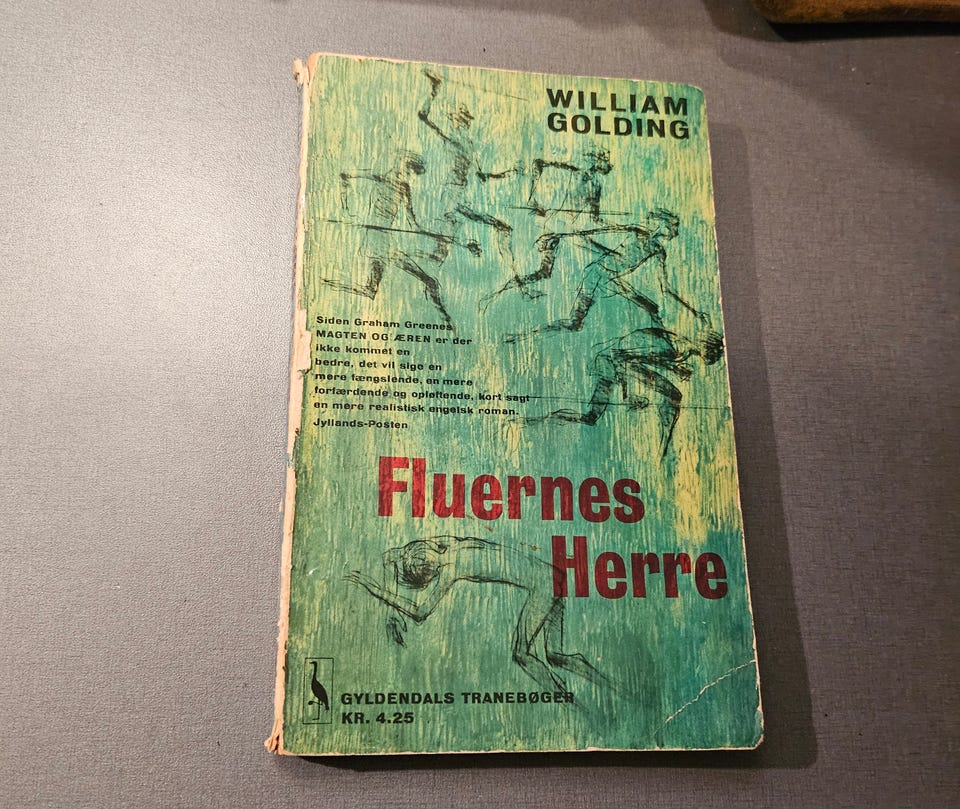 WILLIAM
GOLDING
Siden Graham Greenes
MAGTEN OG ÆREN er der
ikke kommet en
bedre, det vil sige en
mere fængslende, en mere
forfærdende og opløftende, kort sagt
en mere realistisk engelsk roman.
Jyllands-Posten
Fluernes
Herre
GYLDENDALS TRANEBØGER
KR. 4.25